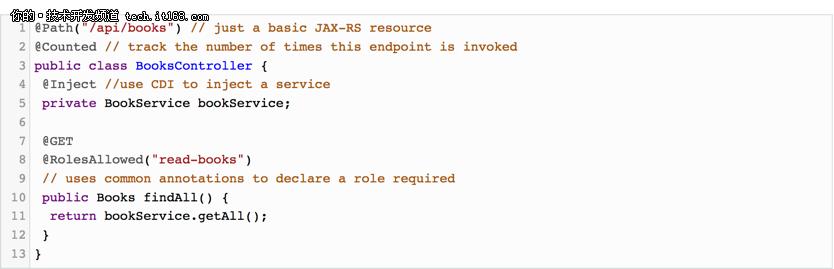 你的·技术开发频道 tech.it168.com
1 @Path("/api/books") // just a basic JAX-RS resource
2 @Counted // track the number of times this endpoint is invoked
3 public class BooksController {
4 @Inject //use CDI to inject a service
5 private BookService bookService;
6
7 @GET
8 @RolesAllowed("read-books")
9 // uses common annotations to declare a role required
10 public Books findAll() {
11 return bookService.getAll();
12 }
13 }